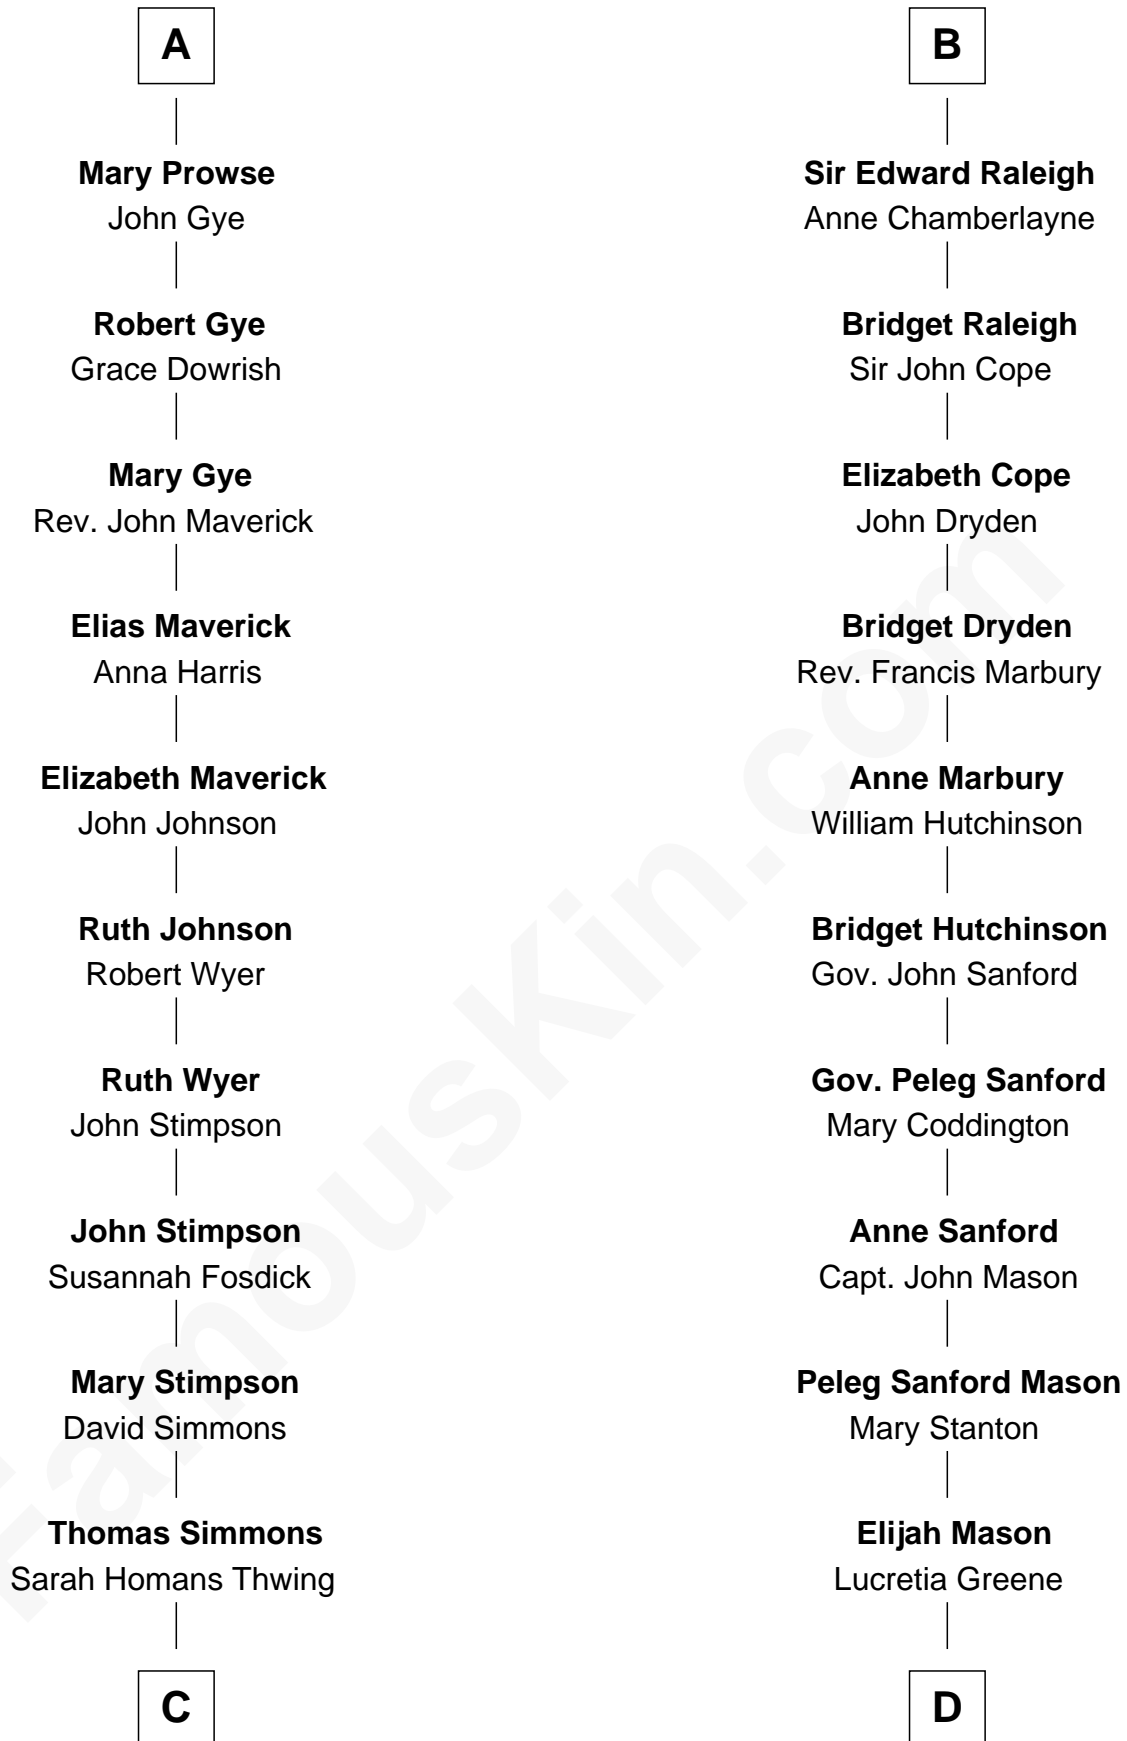 A
Mary Prowse
John Gye
Robert Gye
Grace Dowrish
Mary Gye
Rev. John Maverick
Elias Maverick
Anna Harris
Elizabeth Maverick
John Johnson
Ruth Johnson
Robert Wyer
Ruth Wyer
John Stimpson
John Stimpson
Susannah Fosdick
Mary Stimpson
David Simmons
Thomas Simmons
Sarah Homans Thwing
C
B
Sir Edward Raleigh
Anne Chamberlayne
Bridget Raleigh
Sir John Cope
Elizabeth Cope
John Dryden
Bridget Dryden
Rev. Francis Marbury
Anne Marbury
William Hutchinson
Bridget Hutchinson
Gov. John Sanford
Gov. Peleg Sanford
Mary Coddington
Anne Sanford
Capt. John Mason
Peleg Sanford Mason
Mary Stanton
Elijah Mason
Lucretia Greene
D
FamousKin.com